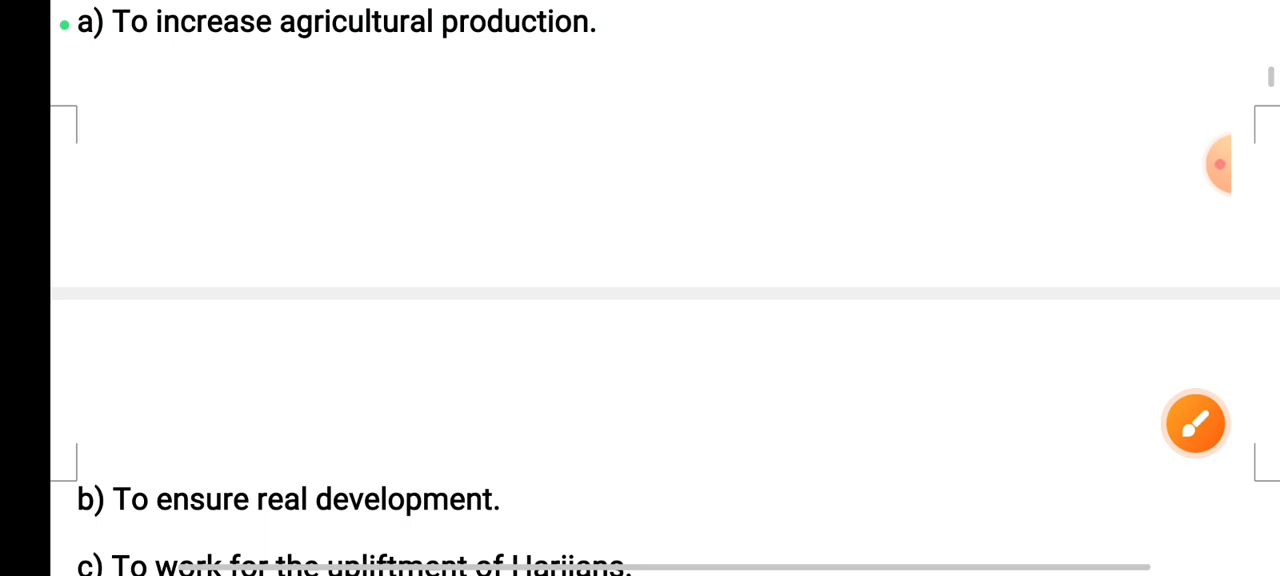 a) To increase agricultural production.
b) To ensure real development.
c) To work for the upliftment of Harijans.